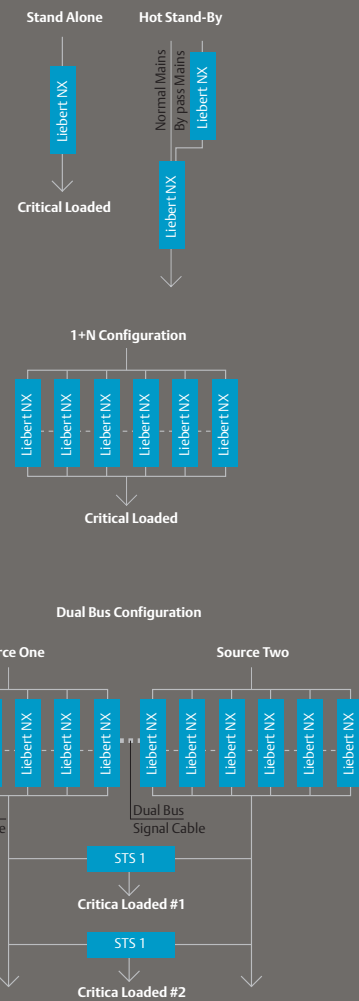 Stand Alone
Hot Stand-By
Normal Mains
By pass Mains
Liebert NX
Liebert NX
Liebert NX
Critical Loaded
1+N Configuration
Liebert NX
Liebert NX
Liebert NX
Liebert NX
Liebert NX
Liebert NX
Critical Loaded
Dual Bus Configuration
rce One
Source Two
Liebert NX
Liebert NX
Liebert NX
Liebert NX
Liebert NX
Liebert NX
Liebert NX
Liebert NX
Liebert NX
Dual Bus
Signal Cable
e
STS 1
Critica Loaded #1
STS 1
Critica Loaded #2